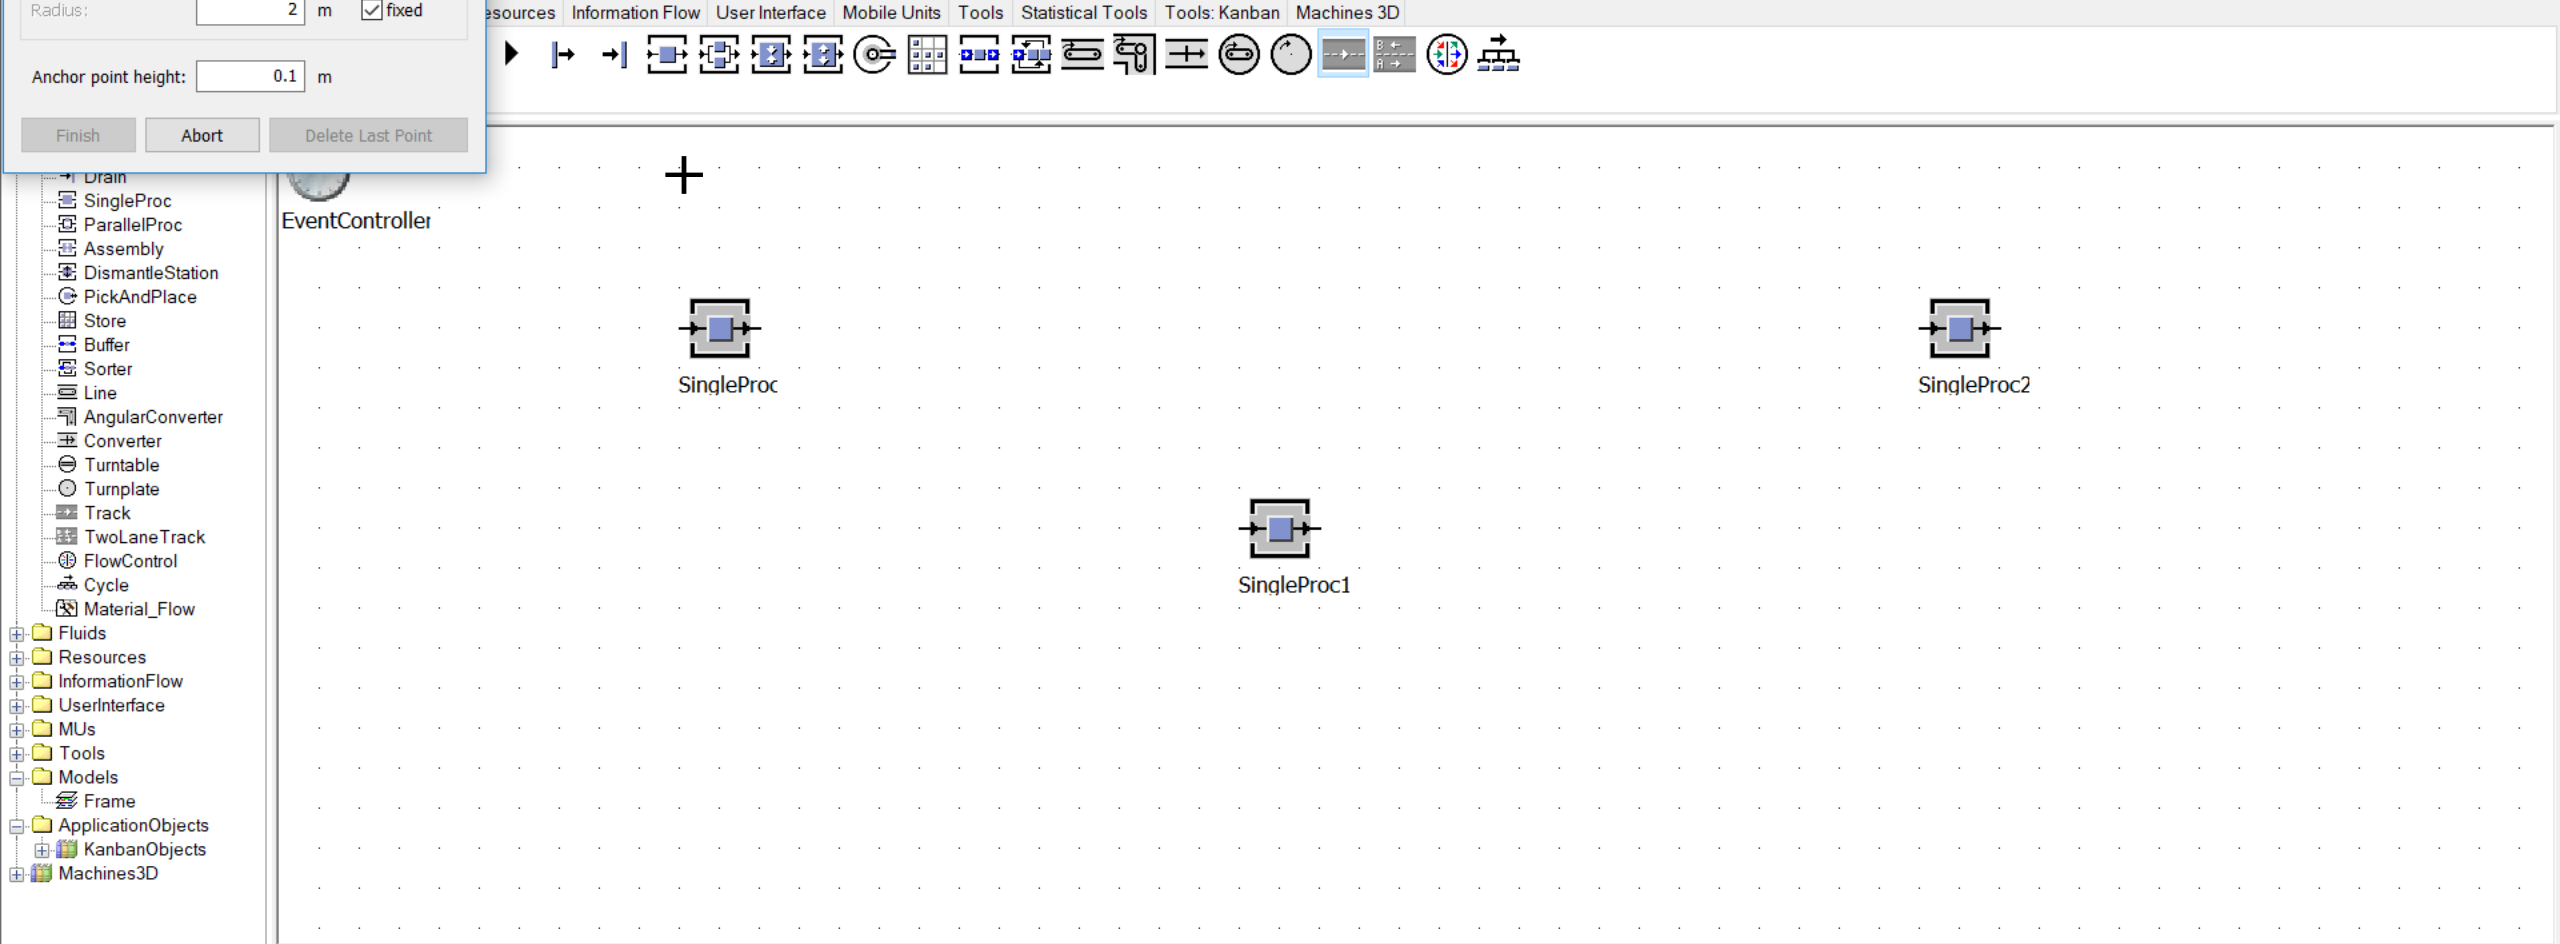 Radius: 2 m fixed
Anchor point height: 0.1 m
Finish Abort Delete Last Point
Information Flow User Interface Mobile Units Tools Statistical Tools Tools: Kanban Machines 3D
B
A
EventController
SingleProc
SingleProc2
SingleProc1
Drain
SingleProc
ParallelProc
Assembly
DismantleStation
PickAndPlace
Store
Buffer
Sorter
Line
AngularConverter
Converter
Turntable
Turnplate
Track
TwoLaneTrack
FlowControl
Cycle
Material_Flow
Fluids
Resources
InformationFlow
UserInterface
MUs
Tools
Models
Frame
ApplicationObjects
KanbanObjects
Machines3D